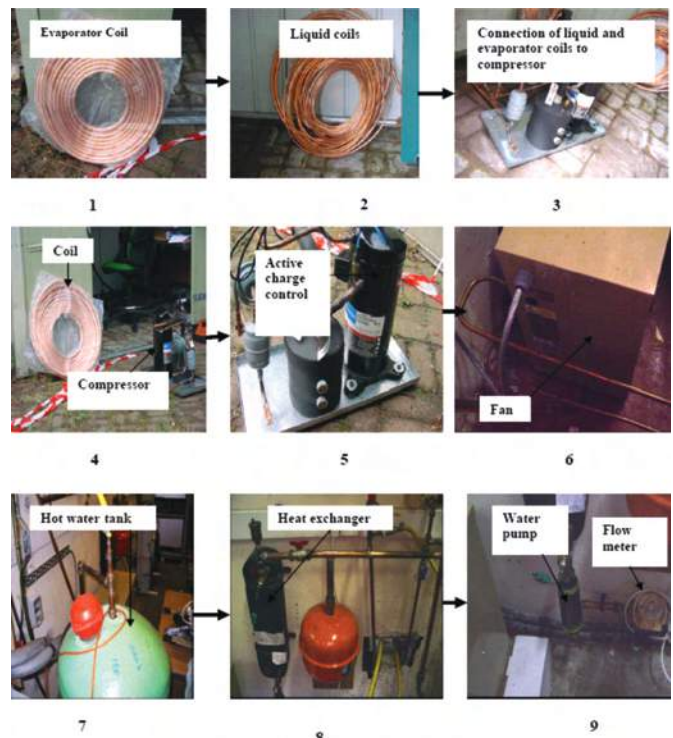 Evaporator Coil
Liquid coils
Connection of liquid and
evaporator coils to
compressor
1
2
3
Coil
Compressor
Active
charge
control
Fan
4
5
6
Hot water tank
Heat exchanger
Water
pump
Flow
meter
7
8
9